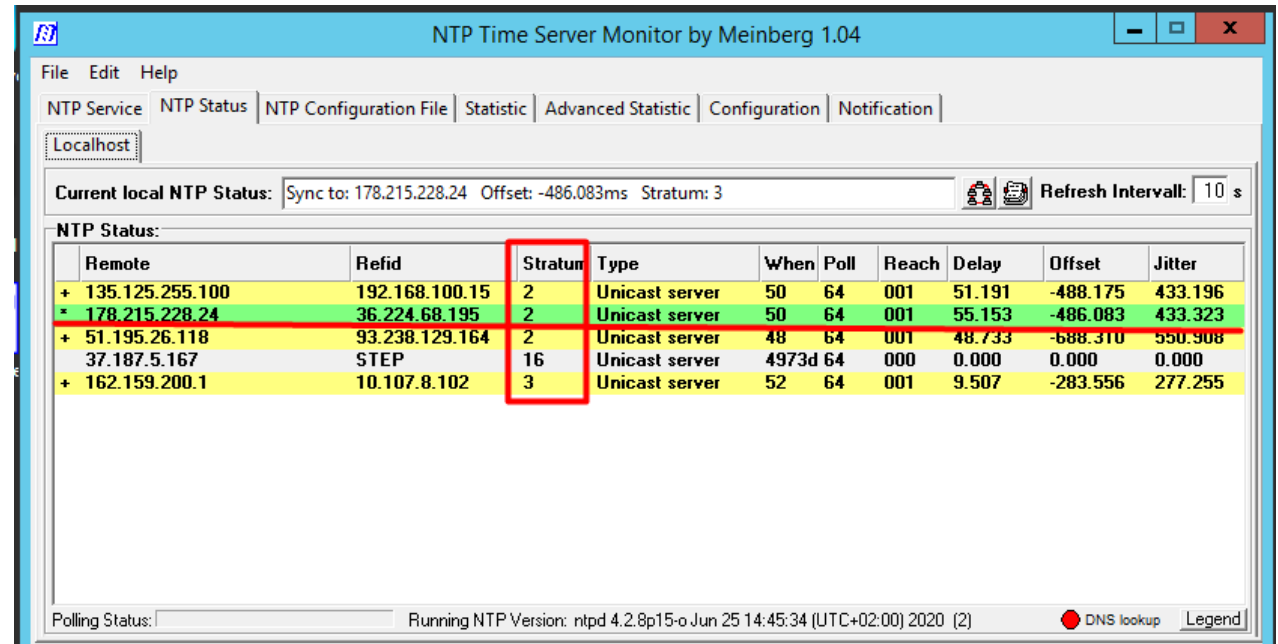 NTP Time Server Monitor by Meinberg 1.04
File Edit Help
NTP Service NTP Status NTP Configuration File Statistic Advanced Statistic Configuration Notification
Localhost
Current local NTP Status: Sync to: 178.215.228.24 Offset: -486.083ms Stratum: 3 Refresh Intervall: 10 s
NTP Status:
Remote Refid Stratum Type When Poll Reach Delay Offset Jitter
+ 135.125.255.100 192.168.100.15 2 Unicast server 50 64 001 51.191 -488.175 433.196
* 178.215.228.24 36.224.68.195 2 Unicast server 50 64 001 55.153 -486.083 433.323
+ 51.195.26.118 93.238.129.164 2 Unicast server 48 64 001 48.733 -688.310 550.908
37.187.5.167 STEP 16 Unicast server 4973d 64 000 0.000 0.000 0.000
+ 162.159.200.1 10.107.8.102 3 Unicast server 52 64 001 9.507 -283.556 277.255
Polling Status: Running NTP Version: ntpd 4.2.8p15-o Jun 25 14:45:34 (UTC+02:00) 2020 (2) DNS lookup Legend